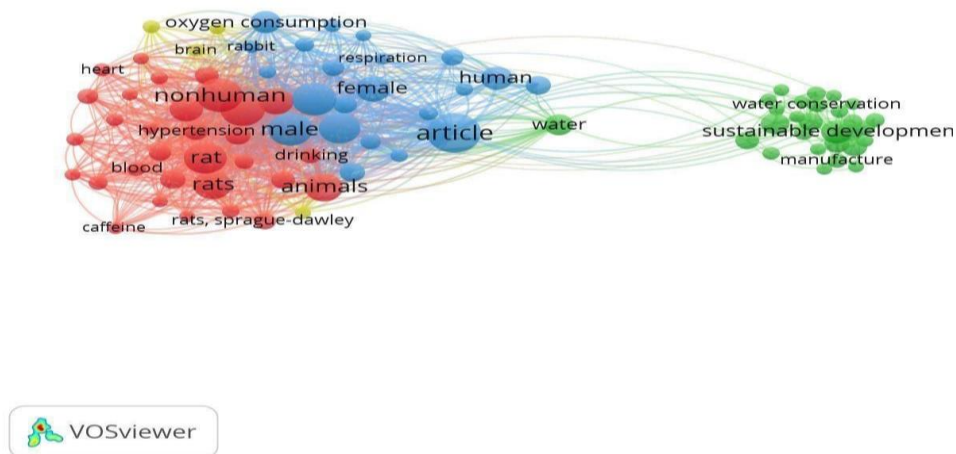 oxygen consumption
brain
rabbit
respiration
heart
female
human
nonhuman
water conservation
water
hypertension
male
article
sustainable developmen
drinking
manufacture
rat
blood
rats
animals
rats, sprague-dawley
caffeine
VOSviewer